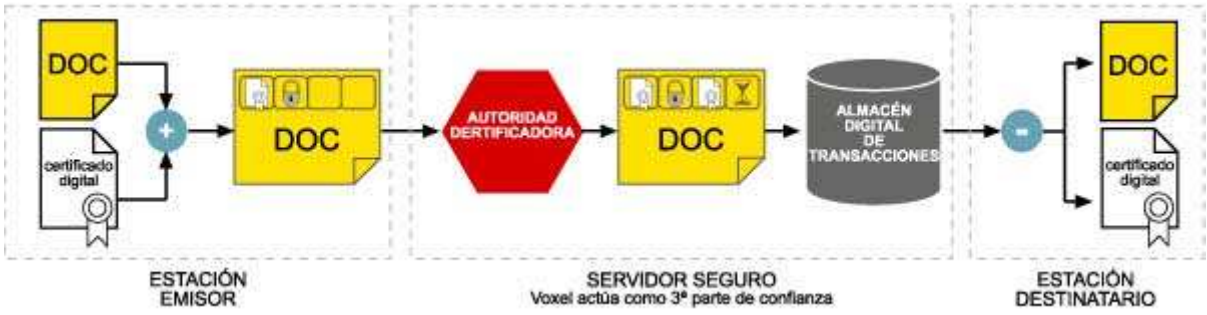 DOC
certificado
digital
DOC
AUTORIDAD
DERTIFICADORA
DOC
ALMACÉN
DIGITAL
DE
TRANSACCIONES
DOC
certificado
digital
ESTACIÓN
EMISOR
SERVIDOR SEGURO
Voxel actúa como 3ª parte de confianza
ESTACIÓN
DESTINATARIO